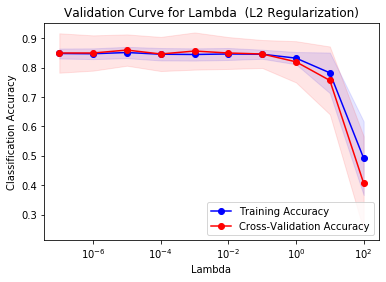 Validation Curve for Lambda (L2 Regularization)
Classification Accuracy
0.9
0.8
0.7
0.6
0.5
0.4
0.3
Training Accuracy
Cross-Validation Accuracy
10⁻⁶ 10⁻⁴ 10⁻² 10⁰ 10²
Lambda